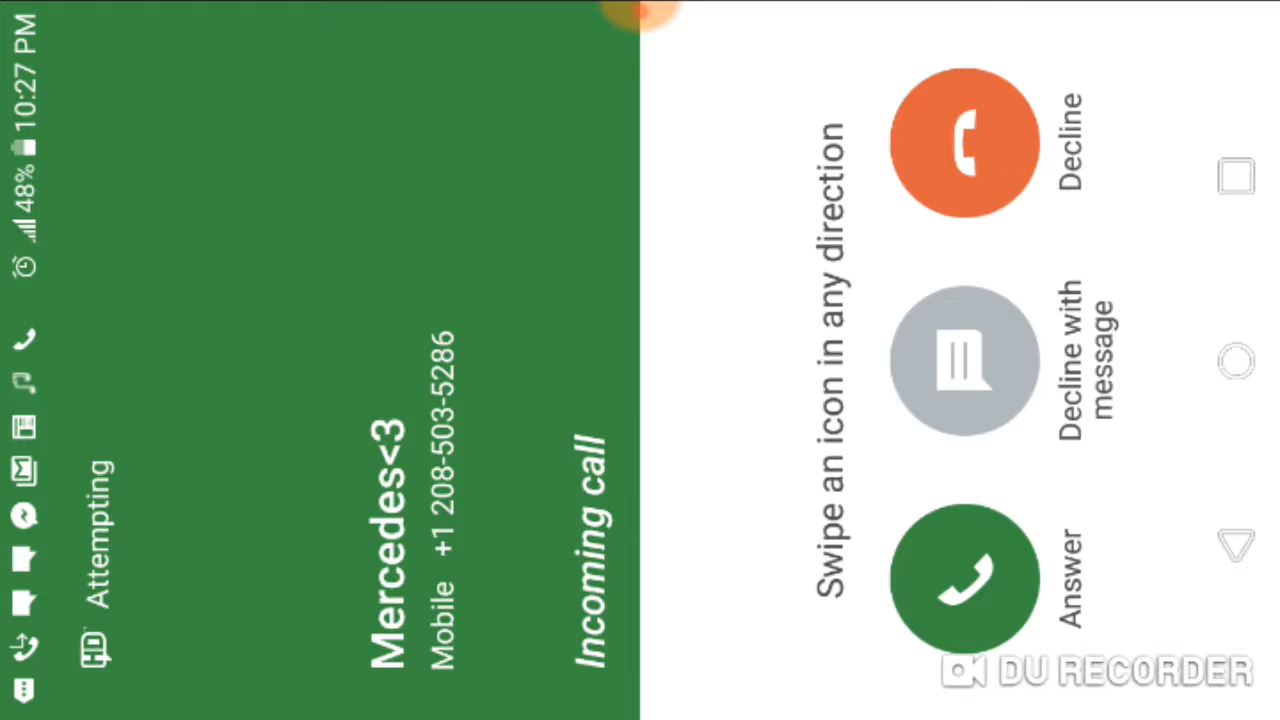 48% 10:27 PM
HD Attempting
Mercedes<3
Mobile +1 208-503-5286
Incoming call
Swipe an icon in any direction
Answer
Decline with
message
Decline
DU RECORDER